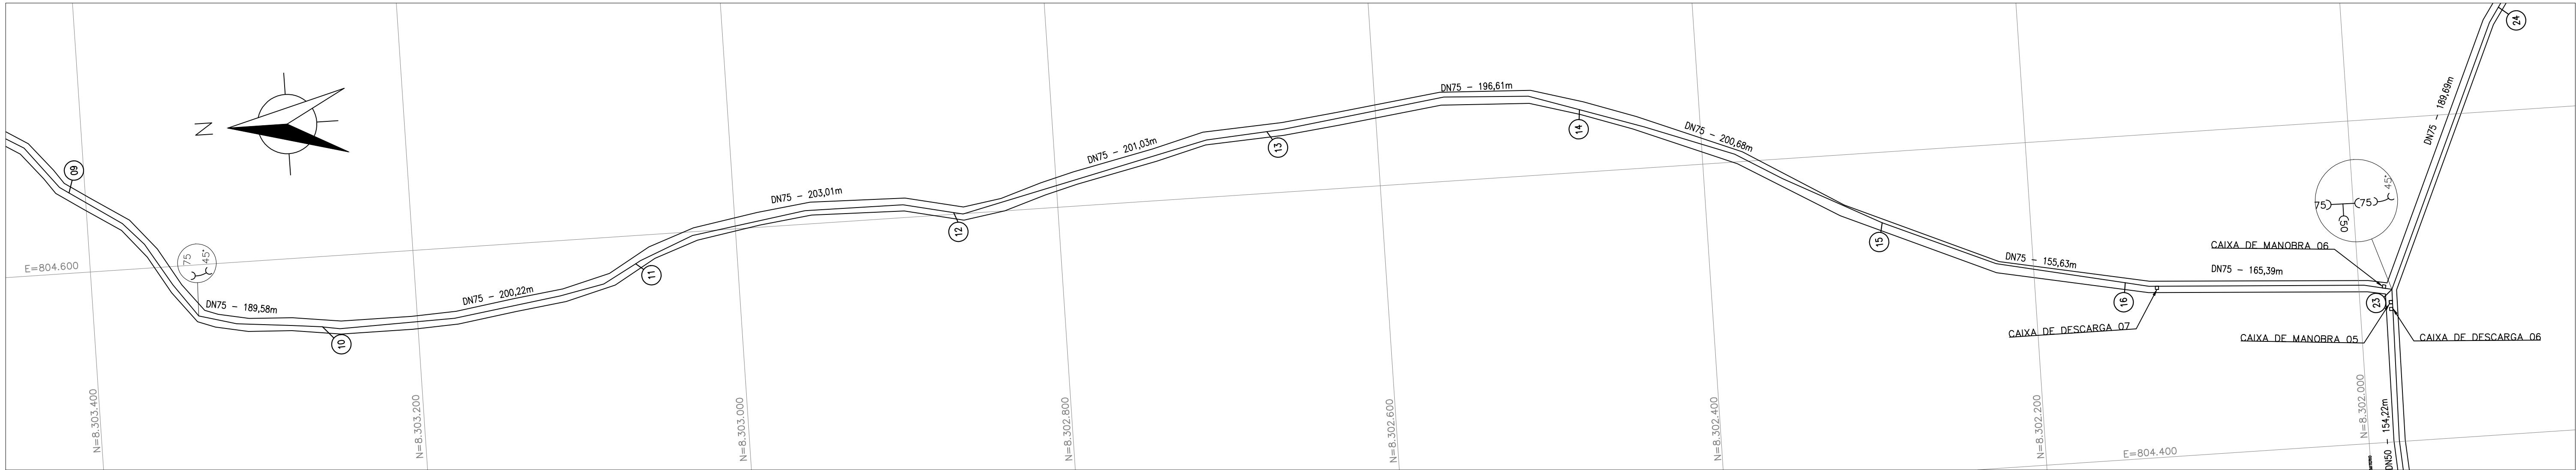 N
09
E=804.600
75
45°
DN75 - 189,58m
10
DN75 - 200,22m
11
DN75 - 203,01m
12
DN75 - 201,03m
13
DN75 - 196,61m
14
DN75 - 200,68m
15
DN75 - 155,63m
16
DN75 - 165,39m
CAIXA DE DESCARGA 07
CAIXA DE MANOBRA 06
75
75
45°
50
DN75 - 189,69m
24
23
CAIXA DE MANOBRA 05
CAIXA DE DESCARGA 06
N=8.303.400
N=8.303.200
N=8.303.000
N=8.302.800
N=8.302.600
N=8.302.400
N=8.302.200
N=8.302.000
DN50 - 154,22m
E=804.400